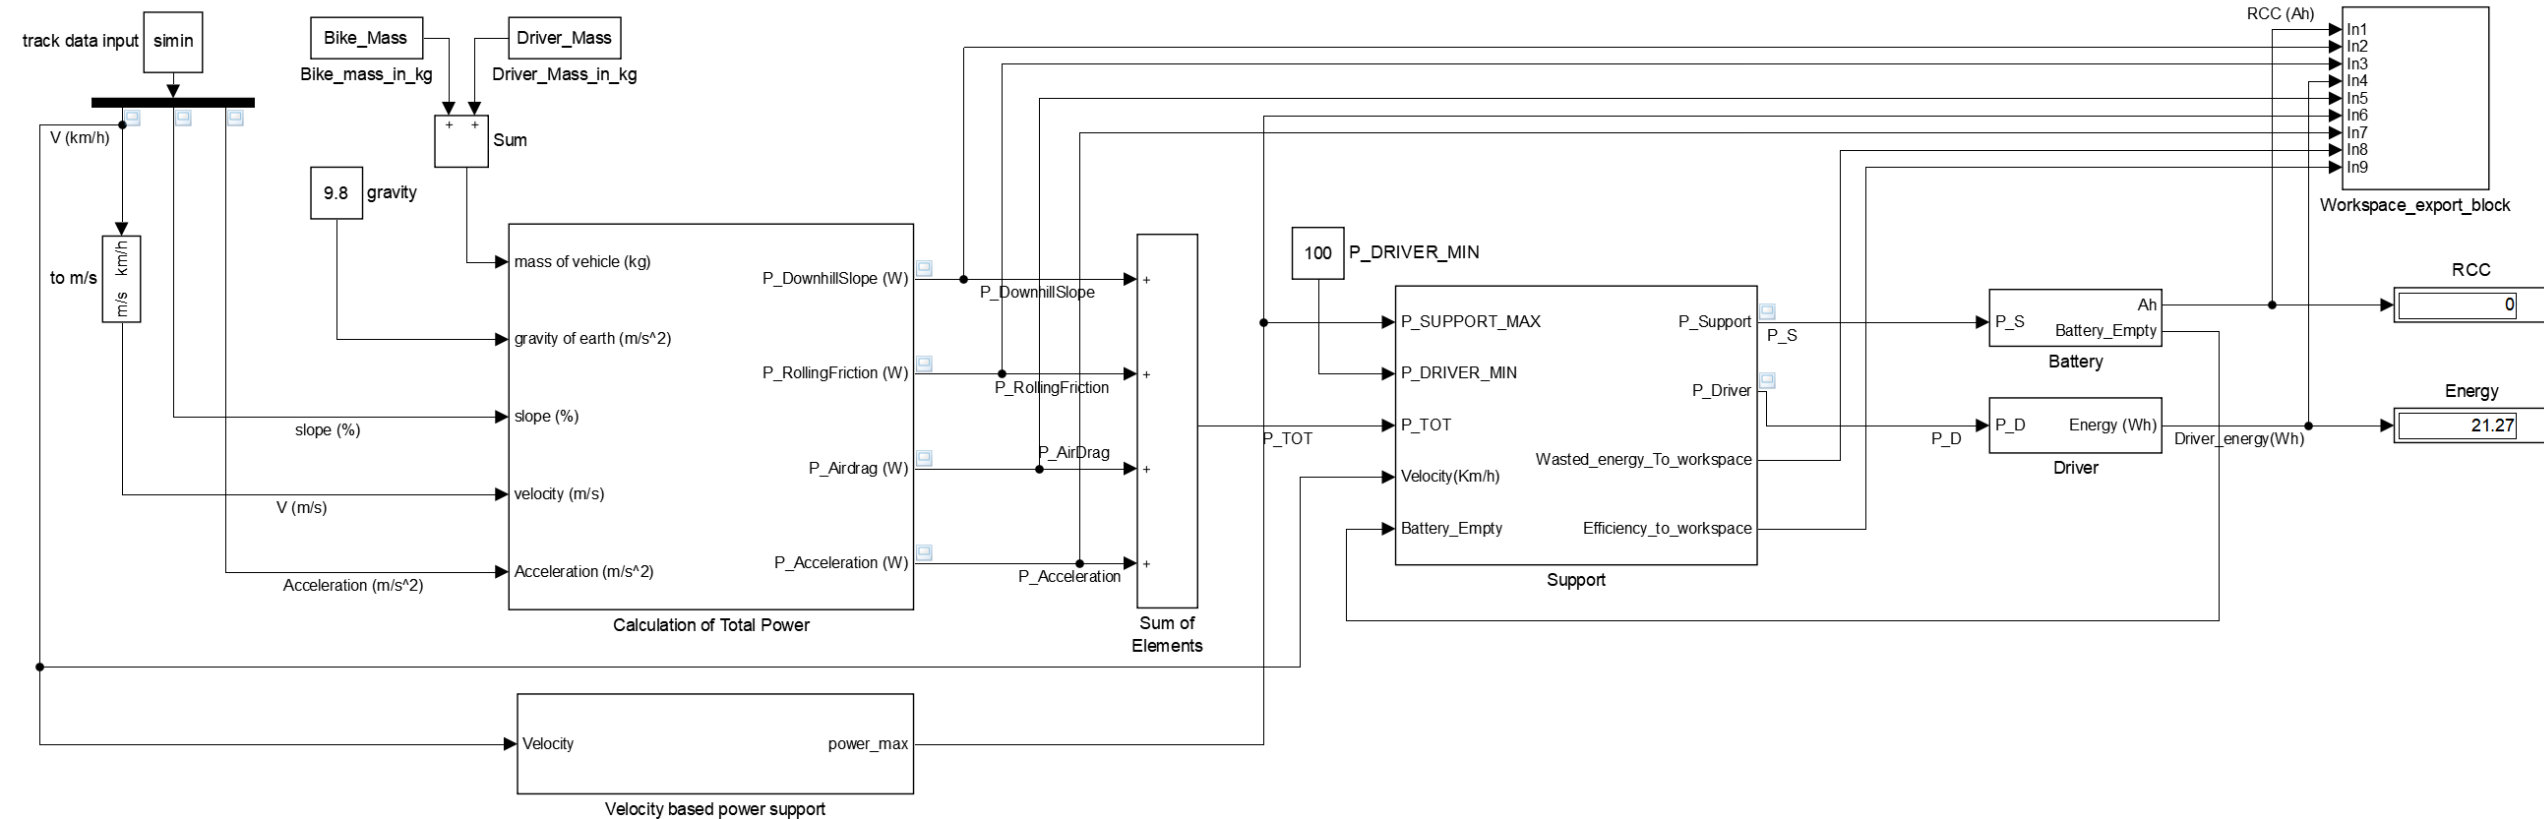 track data input
simin
Bike_Mass
Bike_mass_in_kg
Driver_Mass
Driver_Mass_in_kg
+ +
Sum
V (km/h)
9.8
gravity
to m/s
km/h
m/s
mass of vehicle (kg)
gravity of earth (m/s^2)
slope (%)
velocity (m/s)
Acceleration (m/s^2)
slope (%)
V (m/s)
Acceleration (m/s^2)
P_DownhillSlope (W)
P_RollingFriction (W)
P_Airdrag (W)
P_Acceleration (W)
Calculation of Total Power
P_DownhillSlope
P_RollingFriction
P_AirDrag
P_Acceleration
+
+
+
+
Sum of
Elements
Velocity
power_max
Velocity based power support
P_TOT
100
P_DRIVER_MIN
P_SUPPORT_MAX
P_DRIVER_MIN
P_TOT
Velocity(Km/h)
Battery_Empty
P_Support
P_Driver
Wasted_energy_To_workspace
Efficiency_to_workspace
Support
P_S
P_D
P_S
Ah
Battery_Empty
Battery
P_D
Energy (Wh)
Driver
Driver_energy(Wh)
RCC (Ah)
In1
In2
In3
In4
In5
In6
In7
In8
In9
Workspace_export_block
RCC
0
Energy
21.27